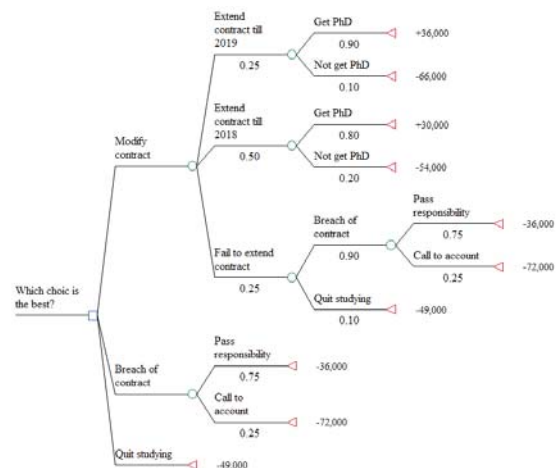 Extend
contract till
2019
0.25
Get PhD
0.90
+36,000
Not get PhD
0.10
-66,000
Extend
contract till
2018
0.50
Get PhD
0.80
+30,000
Not get PhD
0.20
-54,000
Modify
contract
Fail to extend
contract
0.25
Breach of
contract
0.90
Pass
responsibility
0.75
-36,000
Call to account
0.25
-72,000
Quit studying
0.10
-49,000
Which choic is
the best?
Breach of
contract
Pass
responsibility
0.75
-36,000
Call to
account
0.25
-72,000
Quit studying
-49,000